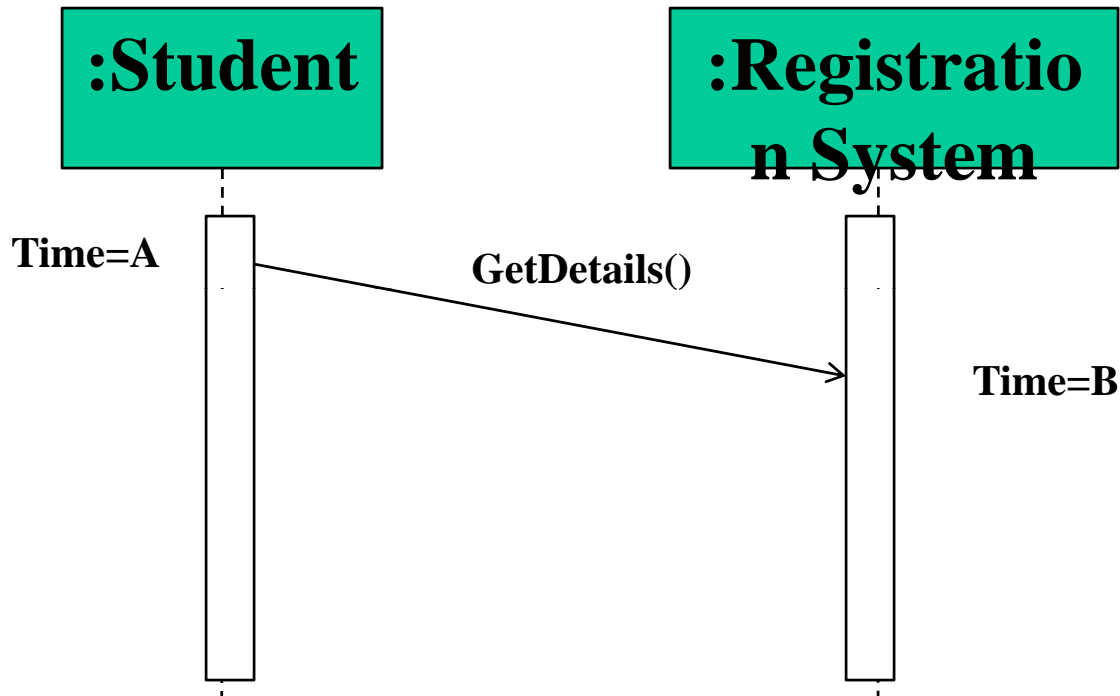 :Student
:Registratio
n System
Time=A
GetDetails()
Time=B